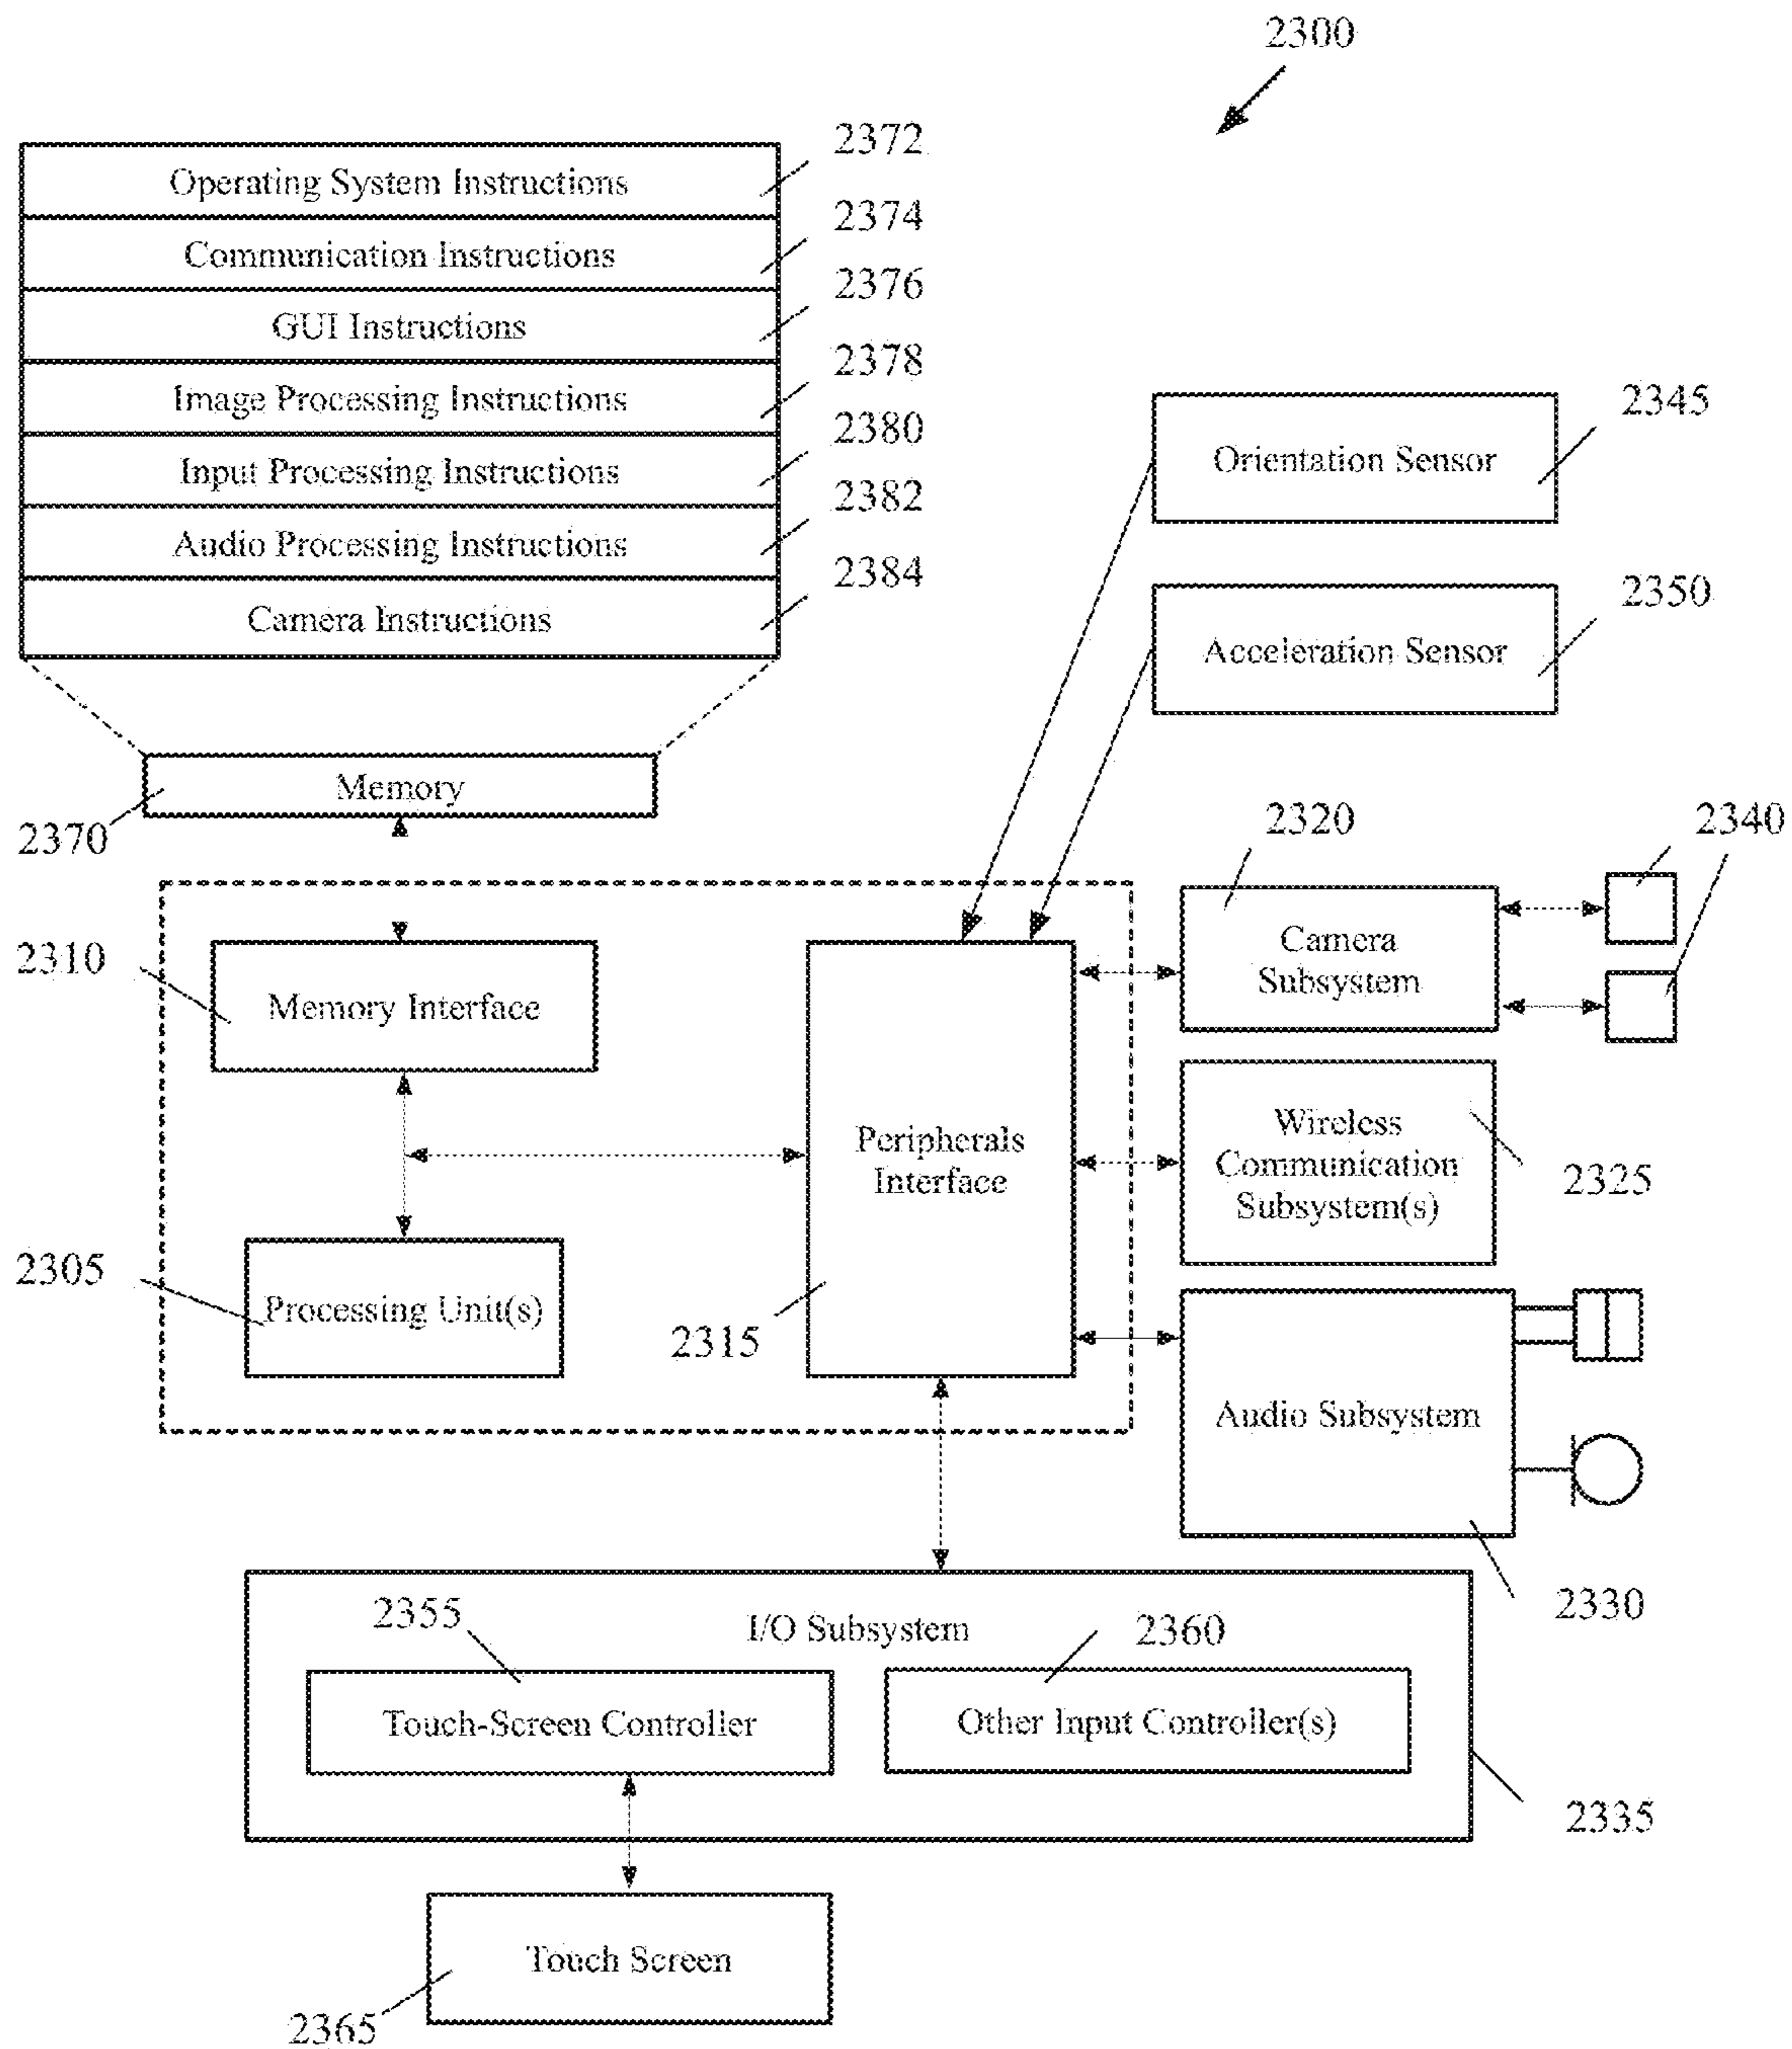 2300
2372
Operating System Instructions
2374
Communication Instructions
2376
GUI Instructions
2378
Image Processing Instructions
2380
Input Processing Instructions
2382
Audio Processing Instructions
2384
Camera Instructions
2345
Orientation Sensor
2350
Acceleration Sensor
Memory
2370
2320
2340
Camera
Subsystem
2310
Memory Interface
Peripherals
Interface
Wireless
Communication
Subsystem(s)
2325
2305
Processing Unit(s)
2315
Audio Subsystem
2330
2355
I/O Subsystem
2360
Touch-Screen Controller
Other Input Controller(s)
2335
Touch Screen
2365